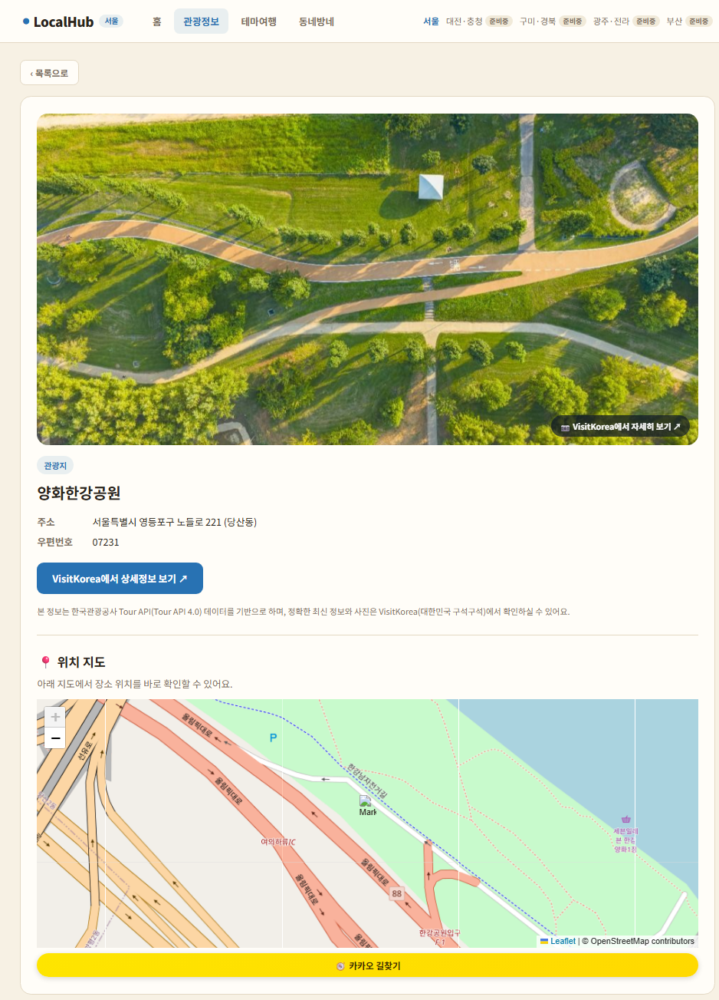 LocalHub 서울 홈 관광정보 테마여행 동네방네 서울 대전·충청 준비중 구미·경북 준비중 광주·전라 준비중 부산 준비중
‹ 목록으로
VisitKorea에서 자세히 보기 ↗
관광지
양화한강공원
주소 서울특별시 영등포구 노들로 221 (당산동)
우편번호 07231
VisitKorea에서 상세정보 보기 ↗
본 정보는 한국관광공사 Tour API(Tour API 4.0) 데이터를 기반으로 하며, 정확한 최신 정보와 사진은 VisitKorea(대한민국 구석구석)에서 확인하실 수 있어요.
위치 지도
아래 지도에서 장소 위치를 바로 확인할 수 있어요.
+
−
선유로
올림픽대로
P
한강남자전거길
올림픽대로
Mark
세븐일레
븐 한강
양화1점
여의하류IC
올림픽대로
올림픽대로
88
한강공원입구
올림픽대로
Leaflet | © OpenStreetMap contributors
카카오 길찾기